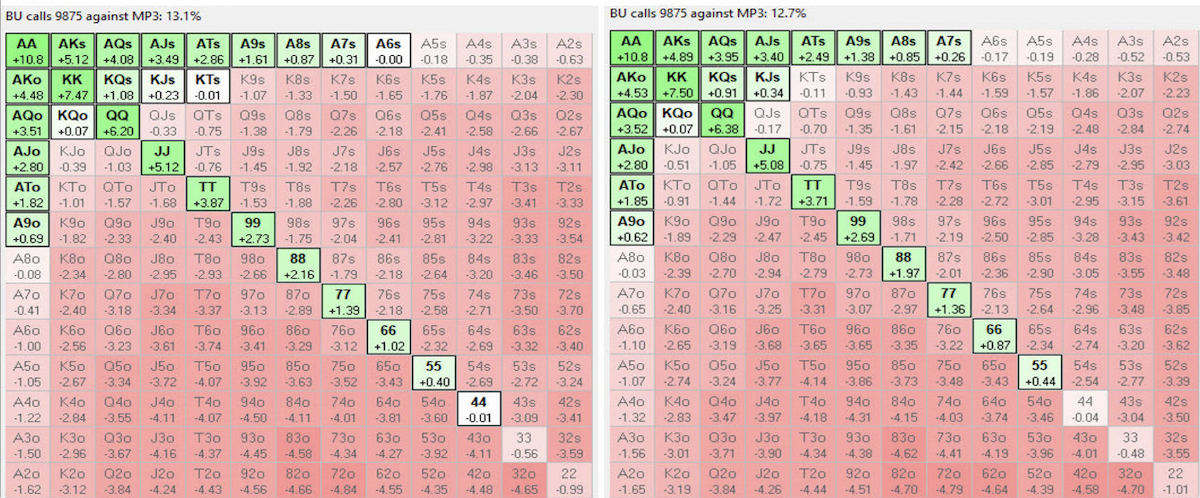 BU calls 9875 against MP3: 13.1%
AA AKs AQs AJs ATs A9s A8s A7s A6s A5s A4s A3s A2s
+10.8 +5.12 +4.08 +3.49 +2.86 +1.61 +0.87 +0.31 -0.00 -0.18 -0.35 -0.38 -0.63
AKo KK KQs KJs KTs K9s K8s K7s K6s K5s K4s K3s K2s
+4.48 +7.47 +1.08 +0.23 -0.01 -1.07 -1.33 -1.50 -1.65 -1.76 -1.87 -2.04 -2.30
AQo KQo QQ QJs QTs Q9s Q8s Q7s Q6s Q5s Q4s Q3s Q2s
+3.51 +0.07 +6.20 -0.33 -0.75 -1.38 -1.79 -2.26 -2.18 -2.41 -2.58 -2.66 -2.67
AJo KJo QJo JJ JTs J9s J8s J7s J6s J5s J4s J3s J2s
+2.80 -0.39 -1.03 +5.12 -0.76 -1.45 -1.92 -2.18 -2.57 -2.76 -2.98 -3.13 -3.11
ATo KTo QTo JTo TT T9s T8s T7s T6s T5s T4s T3s T2s
+1.82 -1.01 -1.57 -1.68 +3.87 -1.53 -1.88 -2.26 -2.80 -3.12 -2.97 -3.41 -3.33
A9o K9o Q9o J9o T9o 99 98s 97s 96s 95s 94s 93s 92s
+0.69 -1.82 -2.33 -2.40 -2.43 +2.73 -1.75 -2.04 -2.41 -2.81 -3.22 -3.33 -3.54
A8o K8o Q8o J8o T8o 98o 88 87s 86s 85s 84s 83s 82s
-0.08 -2.34 -2.80 -2.95 -2.93 -2.66 +2.16 -1.79 -2.18 -2.64 -3.20 -3.46 -3.50
A7o K7o Q7o J7o T7o 97o 87o 77 76s 75s 74s 73s 72s
-0.41 -2.40 -3.18 -3.34 -3.37 -3.13 -2.89 +1.39 -2.18 -2.58 -2.71 -3.50 -3.70
A6o K6o Q6o J6o T6o 96o 86o 76o 66 65s 64s 63s 62s
-1.00 -2.56 -3.23 -3.61 -3.74 -3.41 -3.29 -3.12 +1.02 -2.32 -2.69 -3.32 -3.40
A5o K5o Q5o J5o T5o 95o 85o 75o 65o 55 54s 53s 52s
-1.05 -2.67 -3.34 -3.72 -4.07 -3.92 -3.63 -3.52 -3.43 +0.40 -2.69 -2.72 -3.24
A4o K4o Q4o J4o T4o 94o 84o 74o 64o 54o 44 43s 42s
-1.22 -2.84 -3.55 -4.11 -4.07 -4.50 -4.11 -4.01 -3.81 -3.60 -0.01 -3.09 -3.41
A3o K3o Q3o J3o T3o 93o 83o 73o 63o 53o 43o 33 32s
-1.50 -2.96 -3.67 -4.16 -4.37 -4.45 -4.58 -4.34 -4.27 -3.92 -4.11 -0.56 -3.59
A2o K2o Q2o J2o T2o 92o 82o 72o 62o 52o 42o 32o 22
-1.62 -3.12 -3.84 -4.24 -4.43 -4.56 -4.66 -4.84 -4.55 -4.35 -4.48 -4.65 -0.99
BU calls 9875 against MP3: 12.7%
AA AKs AQs AJs ATs A9s A8s A7s A6s A5s A4s A3s A2s
+10.8 +4.89 +3.95 +3.40 +2.49 +1.38 +0.85 +0.26 -0.17 -0.19 -0.28 -0.52 -0.53
AKo KK KQs KJs KTs K9s K8s K7s K6s K5s K4s K3s K2s
+4.53 +7.50 +0.91 +0.34 -0.11 -0.93 -1.43 -1.44 -1.59 -1.57 -1.86 -2.07 -2.23
AQo KQo QQ QJs QTs Q9s Q8s Q7s Q6s Q5s Q4s Q3s Q2s
+3.52 +0.07 +6.38 -0.17 -0.70 -1.35 -1.61 -2.15 -2.18 -2.19 -2.48 -2.84 -2.74
AJo KJo QJo JJ JTs J9s J8s J7s J6s J5s J4s J3s J2s
+2.80 -0.51 -1.05 +5.08 -0.75 -1.45 -1.97 -2.42 -2.66 -2.85 -2.79 -2.95 -3.03
ATo KTo QTo JTo TT T9s T8s T7s T6s T5s T4s T3s T2s
+1.85 -0.91 -1.44 -1.72 +3.71 -1.59 -1.78 -2.28 -2.72 -3.01 -2.95 -3.15 -3.61
A9o K9o Q9o J9o T9o 99 98s 97s 96s 95s 94s 93s 92s
+0.62 -1.89 -2.29 -2.47 -2.45 +2.69 -1.71 -2.19 -2.50 -2.85 -3.28 -3.43 -3.42
A8o K8o Q8o J8o T8o 98o 88 87s 86s 85s 84s 83s 82s
-0.03 -2.39 -2.70 -2.94 -2.79 -2.73 +1.97 -2.01 -2.36 -2.90 -3.05 -3.55 -3.48
A7o K7o Q7o J7o T7o 97o 87o 77 76s 75s 74s 73s 72s
-0.65 -2.40 -3.16 -3.25 -3.31 -3.07 -2.97 +1.36 -2.13 -2.64 -2.96 -3.48 -3.85
A6o K6o Q6o J6o T6o 96o 86o 76o 66 65s 64s 63s 62s
-1.10 -2.65 -3.19 -3.68 -3.65 -3.65 -3.35 -3.22 +0.87 -2.34 -2.74 -3.20 -3.62
A5o K5o Q5o J5o T5o 95o 85o 75o 65o 55 54s 53s 52s
-1.07 -2.74 -3.24 -3.77 -4.14 -3.86 -3.73 -3.48 -3.43 +0.44 -2.54 -2.77 -3.39
A4o K4o Q4o J4o T4o 94o 84o 74o 64o 54o 44 43s 42s
-1.32 -2.83 -3.47 -3.97 -4.18 -4.31 -4.15 -4.03 -3.74 -3.46 -0.04 -3.04 -3.50
A3o K3o Q3o J3o T3o 93o 83o 73o 63o 53o 43o 33 32s
-1.56 -3.01 -3.71 -3.90 -4.34 -4.38 -4.62 -4.41 -4.19 -3.96 -4.01 -0.48 -3.55
A2o K2o Q2o J2o T2o 92o 82o 72o 62o 52o 42o 32o 22
-1.65 -3.19 -3.84 -4.26 -4.44 -4.51 -4.70 -4.79 -4.64 -4.39 -4.58 -4.70 -1.01